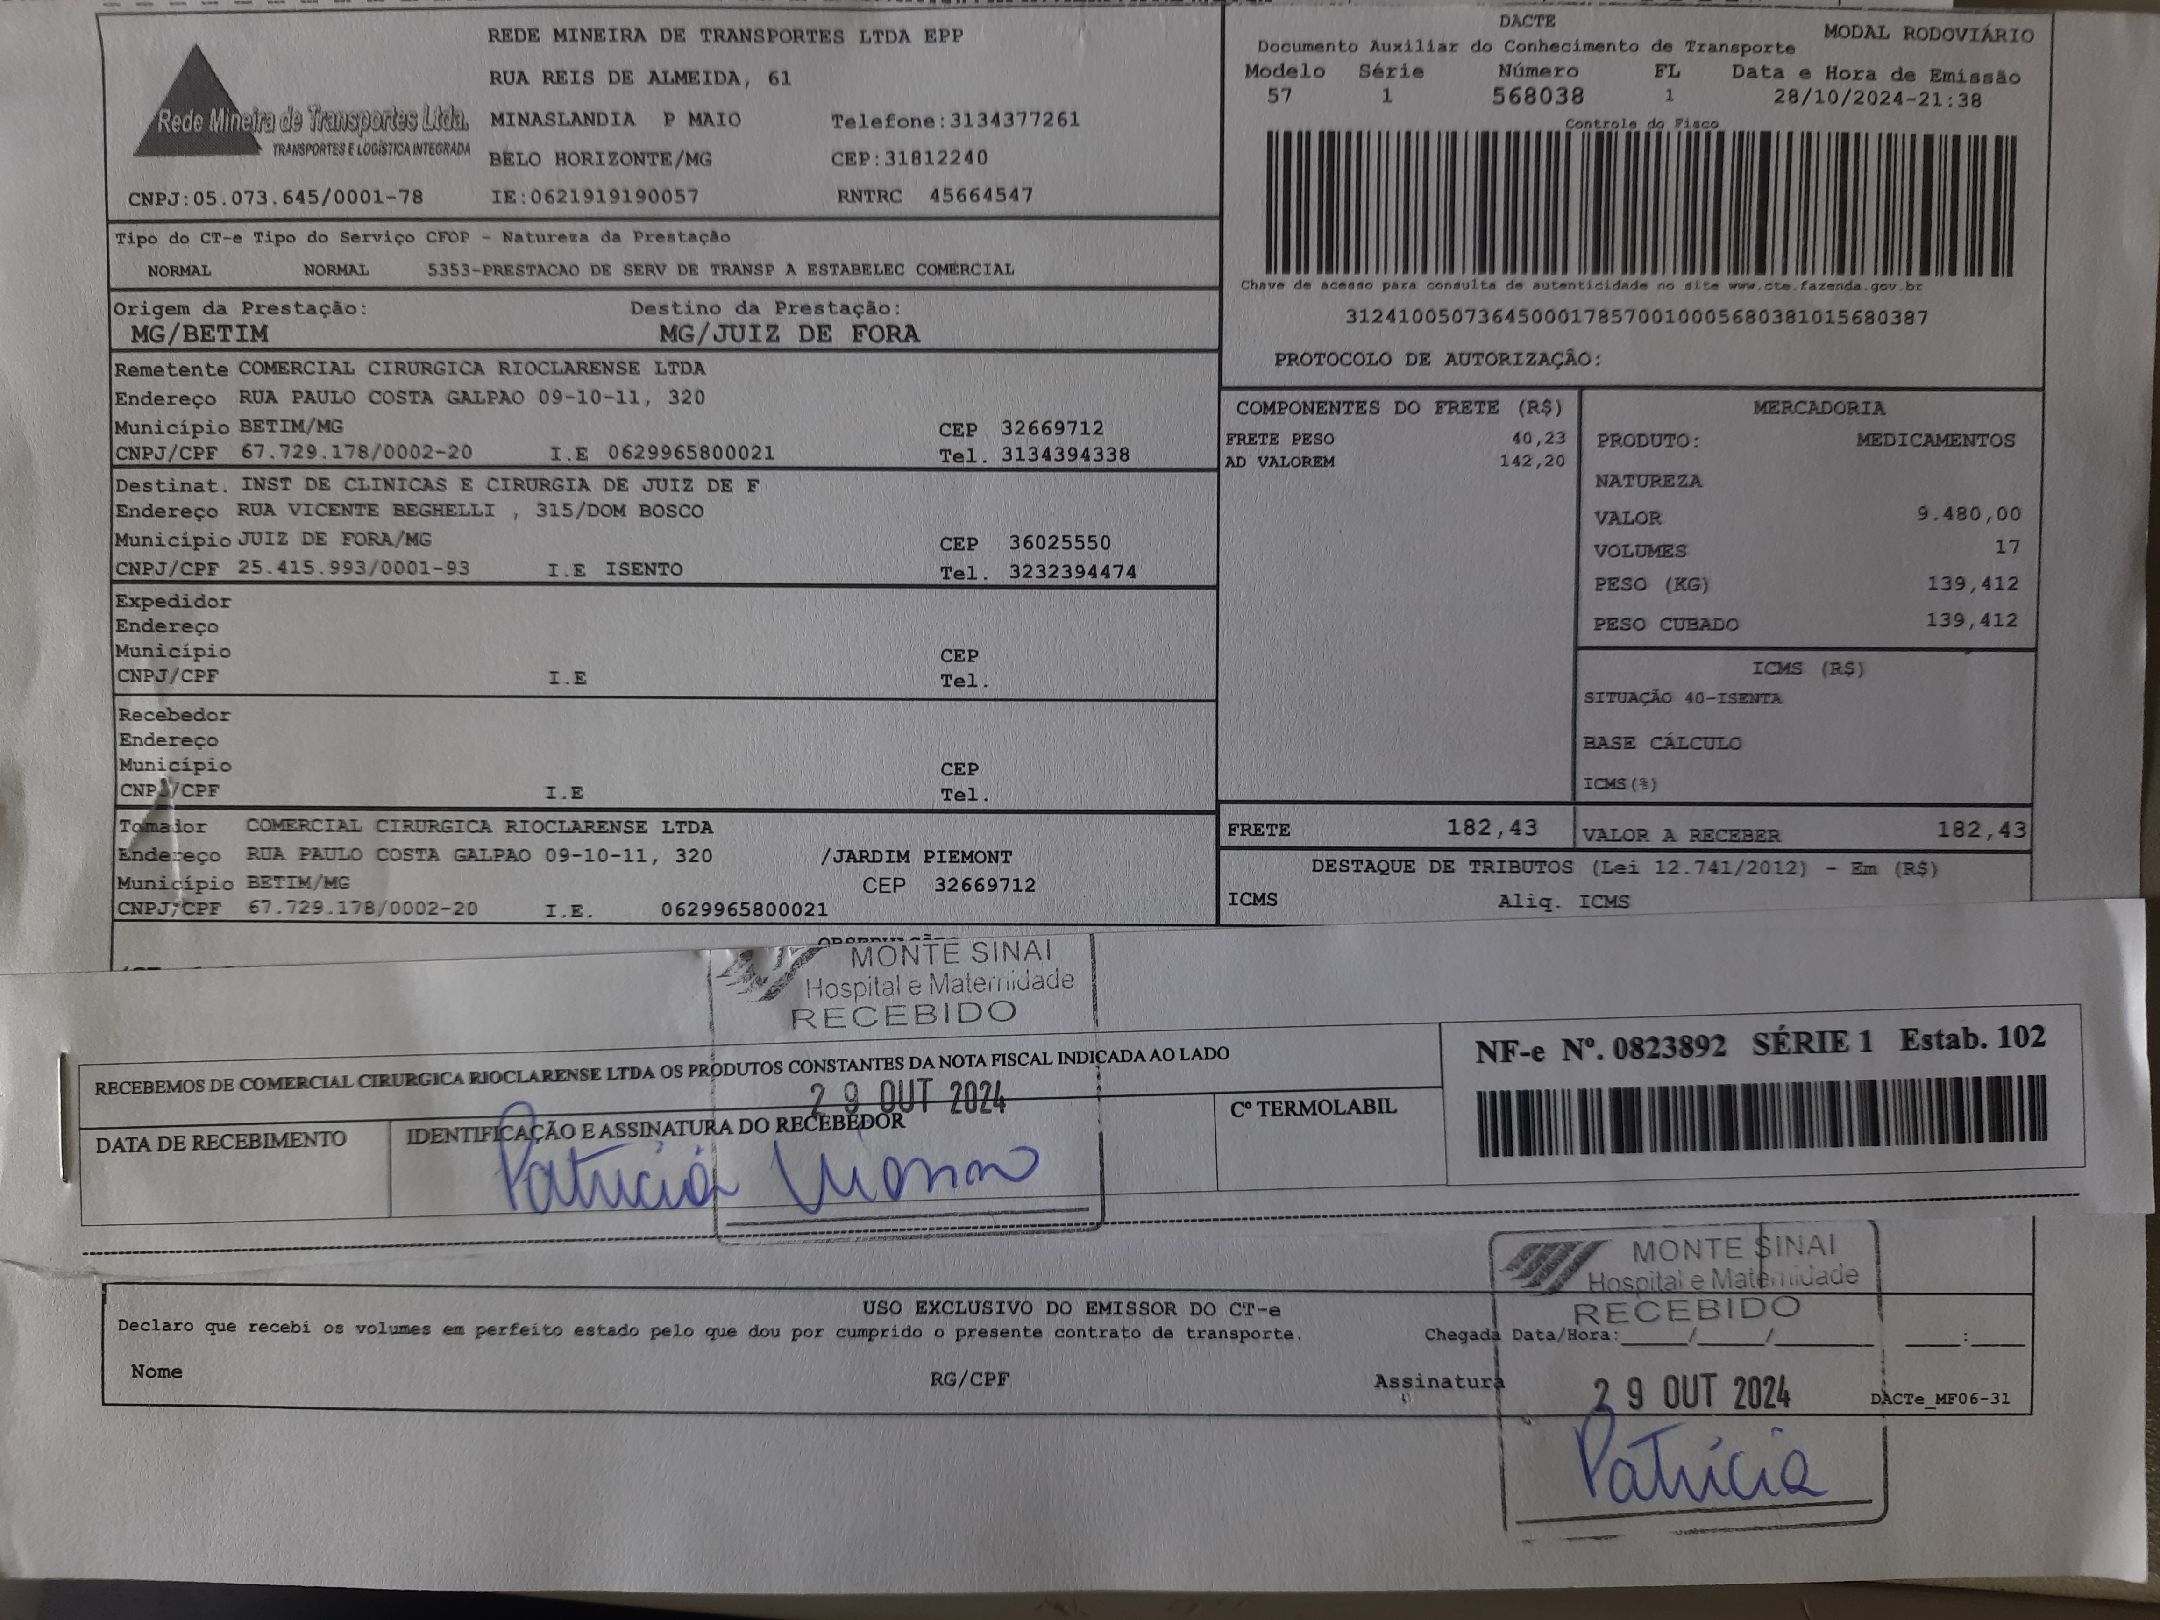 Rede Mineira de Transportes Ltda.
TRANSPORTES E LOGÍSTICA INTEGRADA
CNPJ:05.073.645/0001-78
REDE MINEIRA DE TRANSPORTES LTDA EPP
RUA REIS DE ALMEIDA, 61
MINASLANDIA P MAIO Telefone:3134377261
BELO HORIZONTE/MG CEP:31812240
IE:0621919190057 RNTRC 45664547
DACTE MODAL RODOVIÁRIO
Documento Auxiliar do Conhecimento de Transporte
Modelo Série Número FL Data e Hora de Emissão
57 1 568038 1 28/10/2024-21:38
Controle do Fisco
Chave de acesso para consulta de autenticidade no site www.cte.fazenda.gov.br
31241005073645000178570010005680381015680387
PROTOCOLO DE AUTORIZAÇÃO:
Tipo do CT-e Tipo do Serviço CFOP - Natureza da Prestação
NORMAL NORMAL 5353-PRESTACAO DE SERV DE TRANSP A ESTABELEC COMERCIAL
Origem da Prestação: Destino da Prestação:
MG/BETIM MG/JUIZ DE FORA
Remetente COMERCIAL CIRURGICA RIOCLARENSE LTDA
Endereço RUA PAULO COSTA GALPAO 09-10-11, 320
Município BETIM/MG CEP 32669712
CNPJ/CPF 67.729.178/0002-20 I.E 0629965800021 Tel. 3134394338
Destinat. INST DE CLINICAS E CIRURGIA DE JUIZ DE F
Endereço RUA VICENTE BEGHELLI , 315/DOM BOSCO
Município JUIZ DE FORA/MG CEP 36025550
CNPJ/CPF 25.415.993/0001-93 I.E ISENTO Tel. 3232394474
Expedidor
Endereço
Município CEP
CNPJ/CPF I.E Tel.
Recebedor
Endereço
Município CEP
CNPJ/CPF I.E Tel.
Tomador COMERCIAL CIRURGICA RIOCLARENSE LTDA
Endereço RUA PAULO COSTA GALPAO 09-10-11, 320 /JARDIM PIEMONT
Município BETIM/MG CEP 32669712
CNPJ/CPF 67.729.178/0002-20 I.E. 0629965800021
COMPONENTES DO FRETE (R$)
FRETE PESO 40,23
AD VALOREM 142,20
MERCADORIA
PRODUTO: MEDICAMENTOS
NATUREZA
VALOR 9.480,00
VOLUMES 17
PESO (KG) 139,412
PESO CUBADO 139,412
ICMS (R$)
SITUAÇÃO 40-ISENTA
BASE CÁLCULO
ICMS(%)
FRETE 182,43 VALOR A RECEBER 182,43
DESTAQUE DE TRIBUTOS (Lei 12.741/2012) - Em (R$)
ICMS Aliq. ICMS
MONTE SINAI
Hospital e Maternidade
RECEBIDO
RECEBEMOS DE COMERCIAL CIRURGICA RIOCLARENSE LTDA OS PRODUTOS CONSTANTES DA NOTA FISCAL INDICADA AO LADO
29 OUT 2024
DATA DE RECEBIMENTO IDENTIFICAÇÃO E ASSINATURA DO RECEBEDOR Cº TERMOLABIL
Patricia
NF-e Nº. 0823892 SÉRIE 1 Estab. 102
MONTE SINAI
Hospital e Maternidade
RECEBIDO
USO EXCLUSIVO DO EMISSOR DO CT-e
Declaro que recebi os volumes em perfeito estado pelo que dou por cumprido o presente contrato de transporte. Chegada Data/Hora:____/____/______ ___:___
Nome RG/CPF Assinatura
29 OUT 2024
DACTe_MF06-31
Patrícia